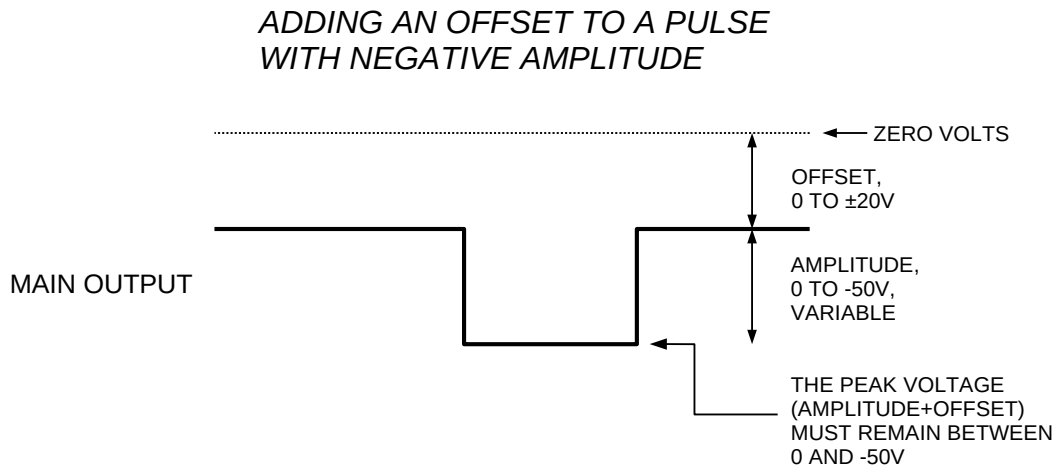 ADDING AN OFFSET TO A PULSE
WITH NEGATIVE AMPLITUDE
ZERO VOLTS
OFFSET,
0 TO ±20V
MAIN OUTPUT
AMPLITUDE,
0 TO -50V,
VARIABLE
THE PEAK VOLTAGE
(AMPLITUDE+OFFSET)
MUST REMAIN BETWEEN
0 AND -50V